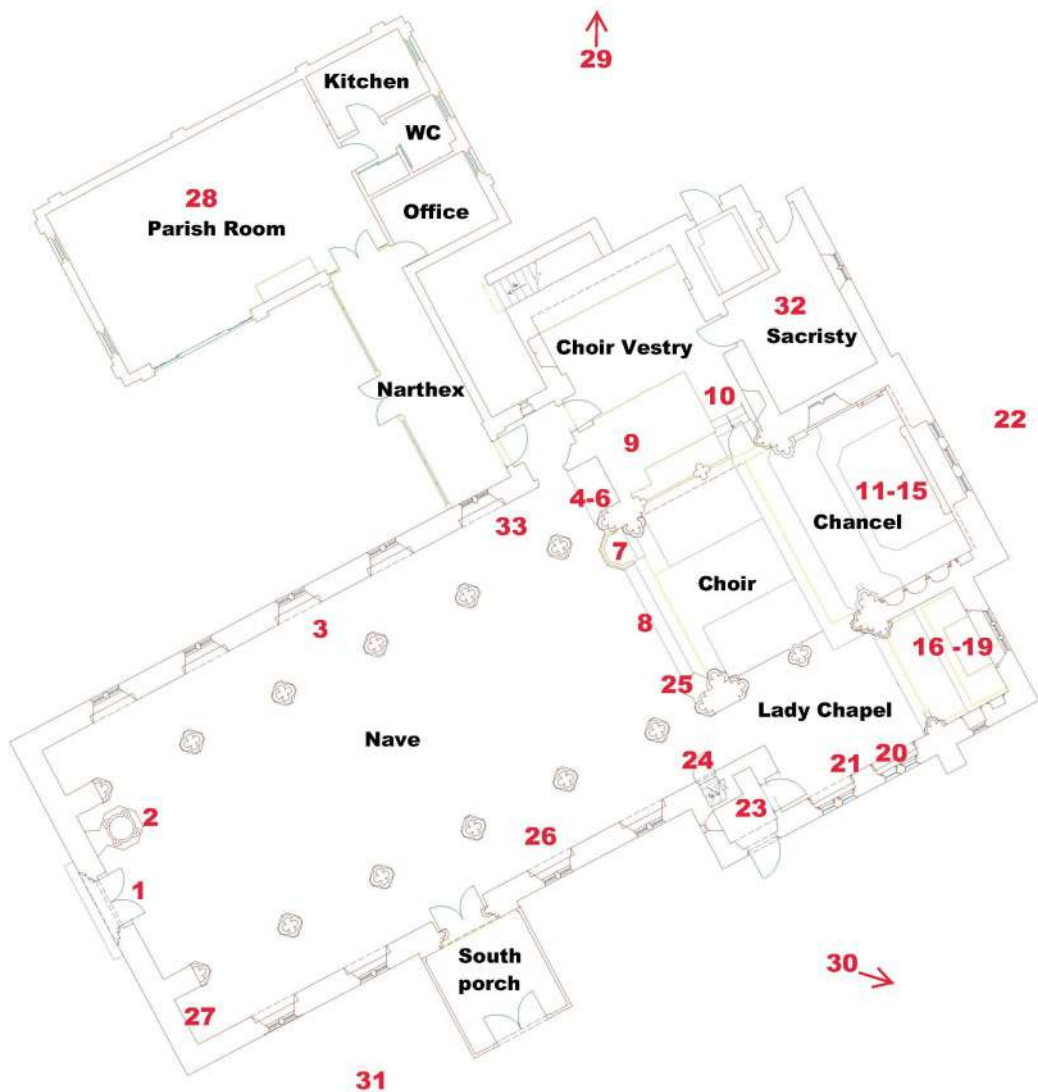 29
Kitchen
WC
28
Parish Room
Office
32
Sacristy
Choir Vestry
Narthex
10
22
9
4-6
11-15
Chancel
33
7
Choir
3
8
16 -19
25
Lady Chapel
Nave
24
21
20
23
2
26
1
South
porch
30
27
31